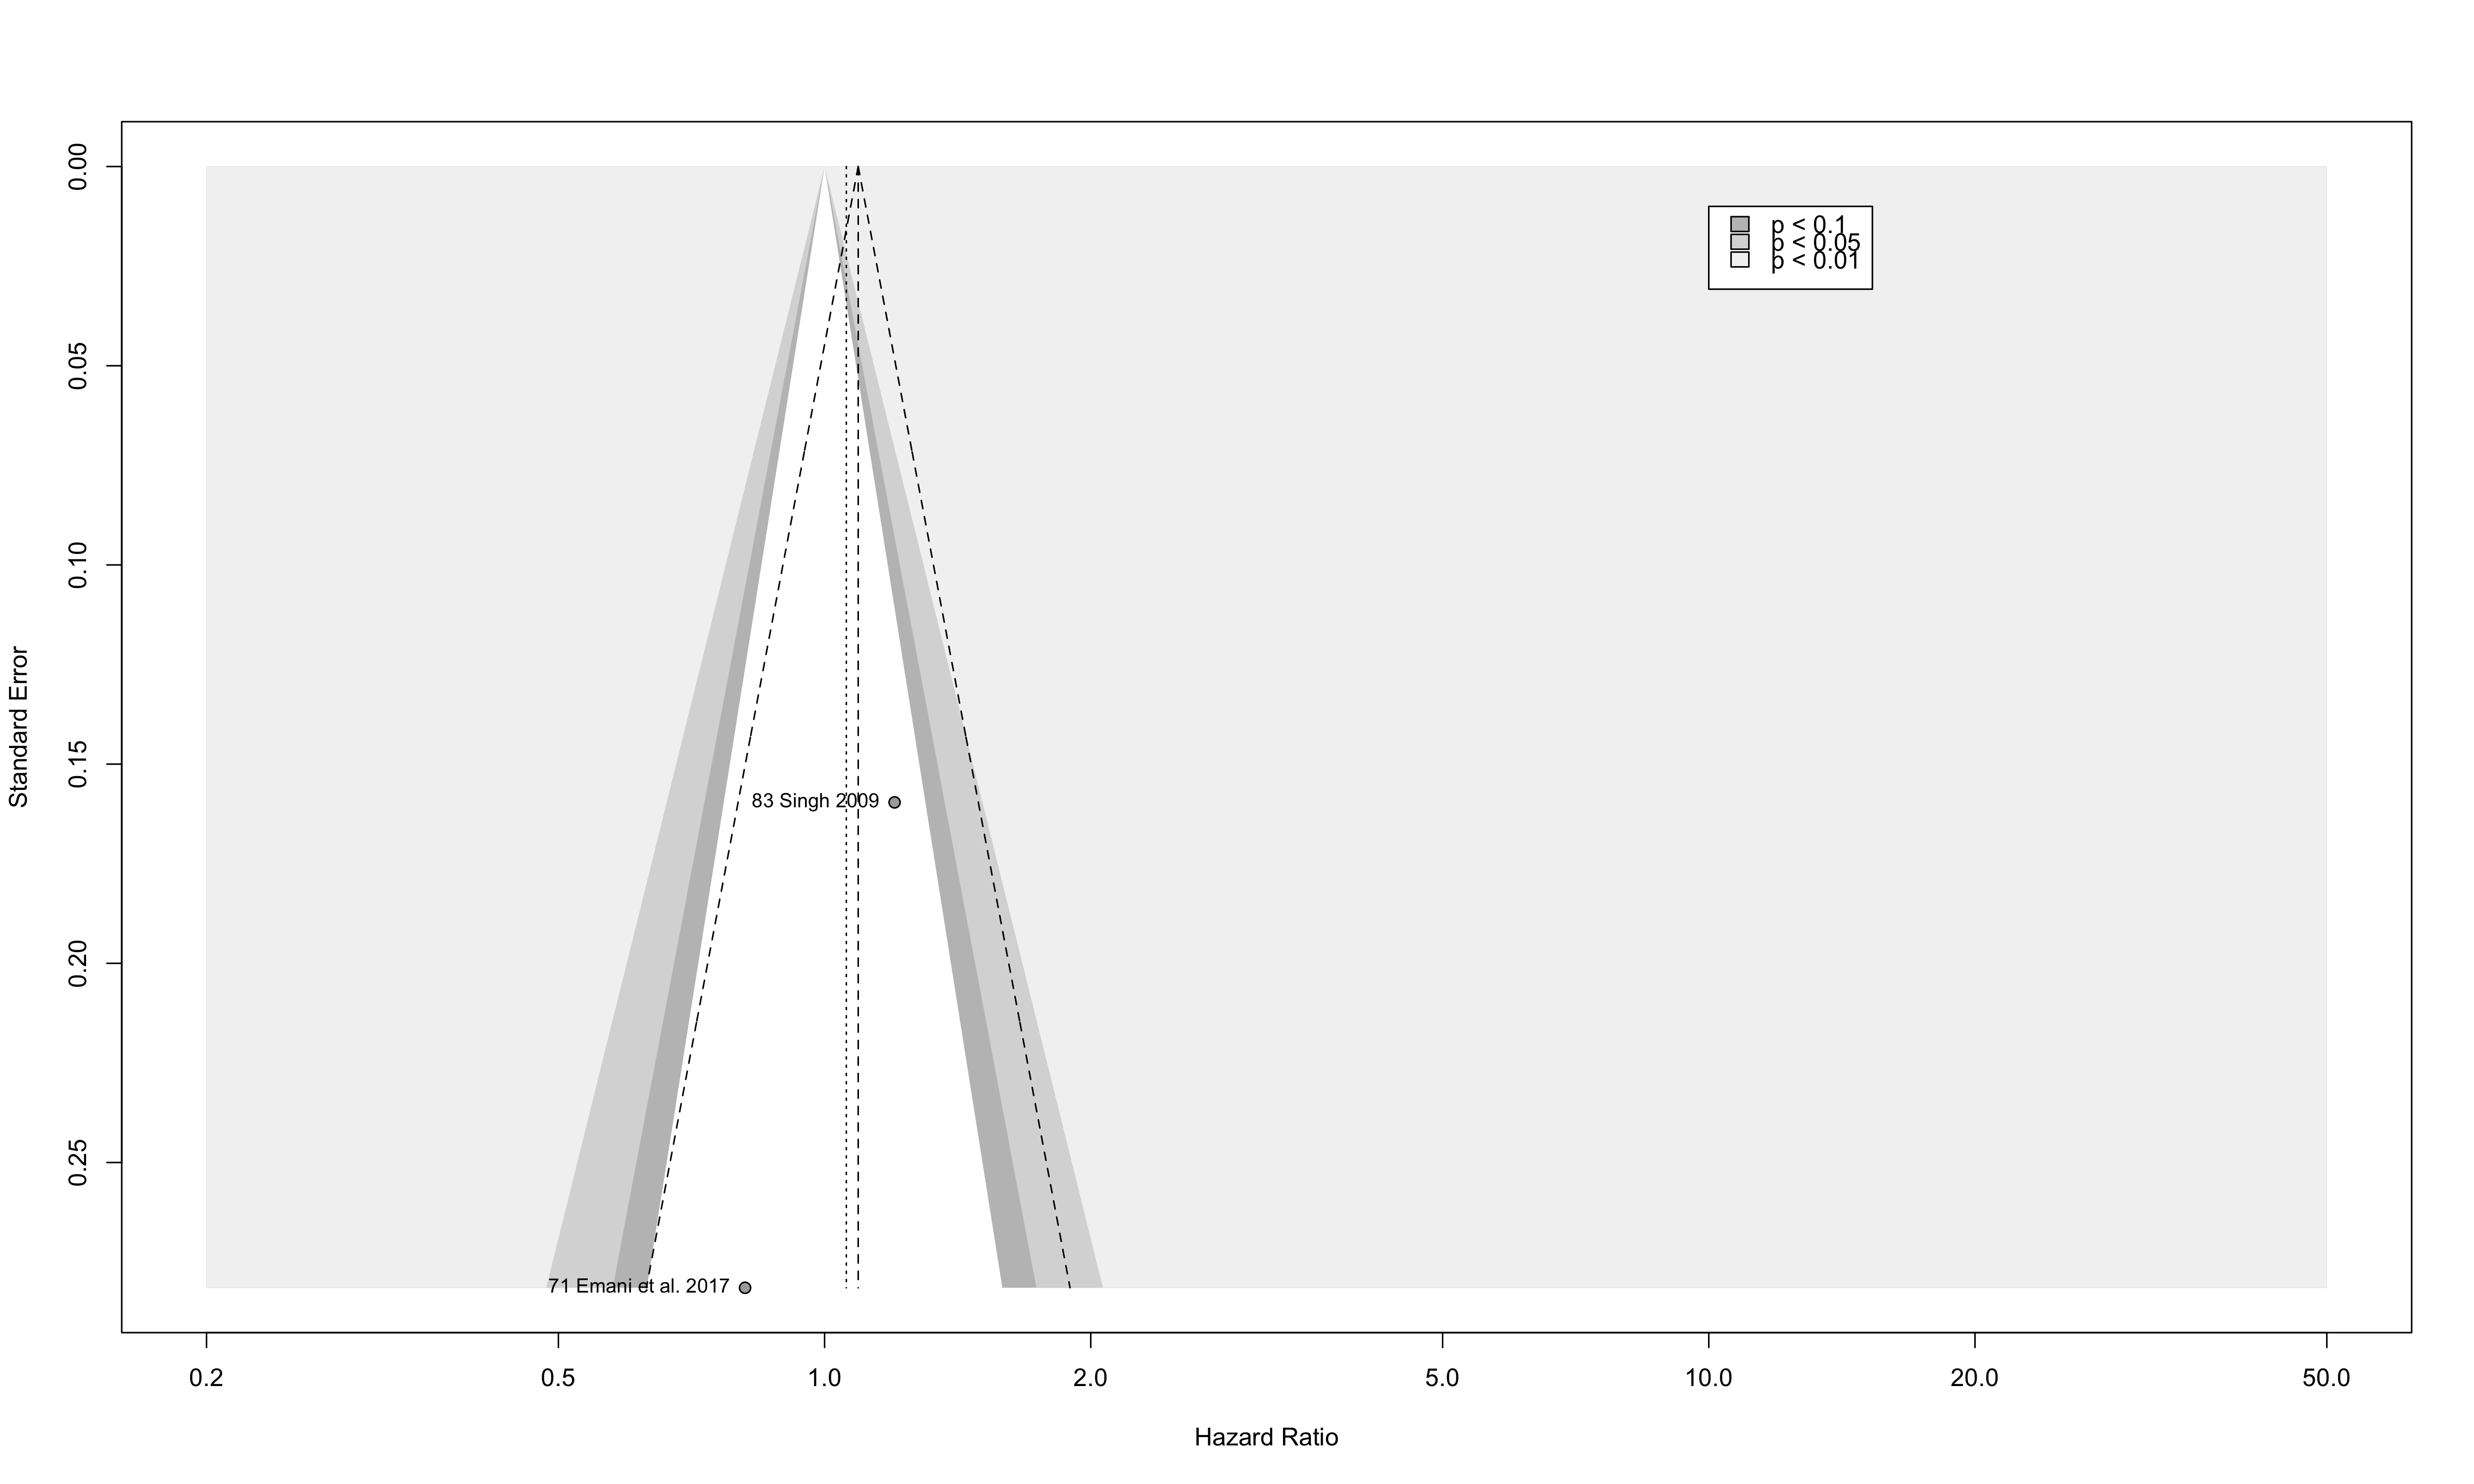 0.00
0.05
0.10
0.15
0.20
0.25
Standard Error
p < 0.1
p < 0.05
p < 0.01
83 Singh 2009
71 Emani et al. 2017
0.2 0.5 1.0 2.0 5.0 10.0 20.0 50.0
Hazard Ratio